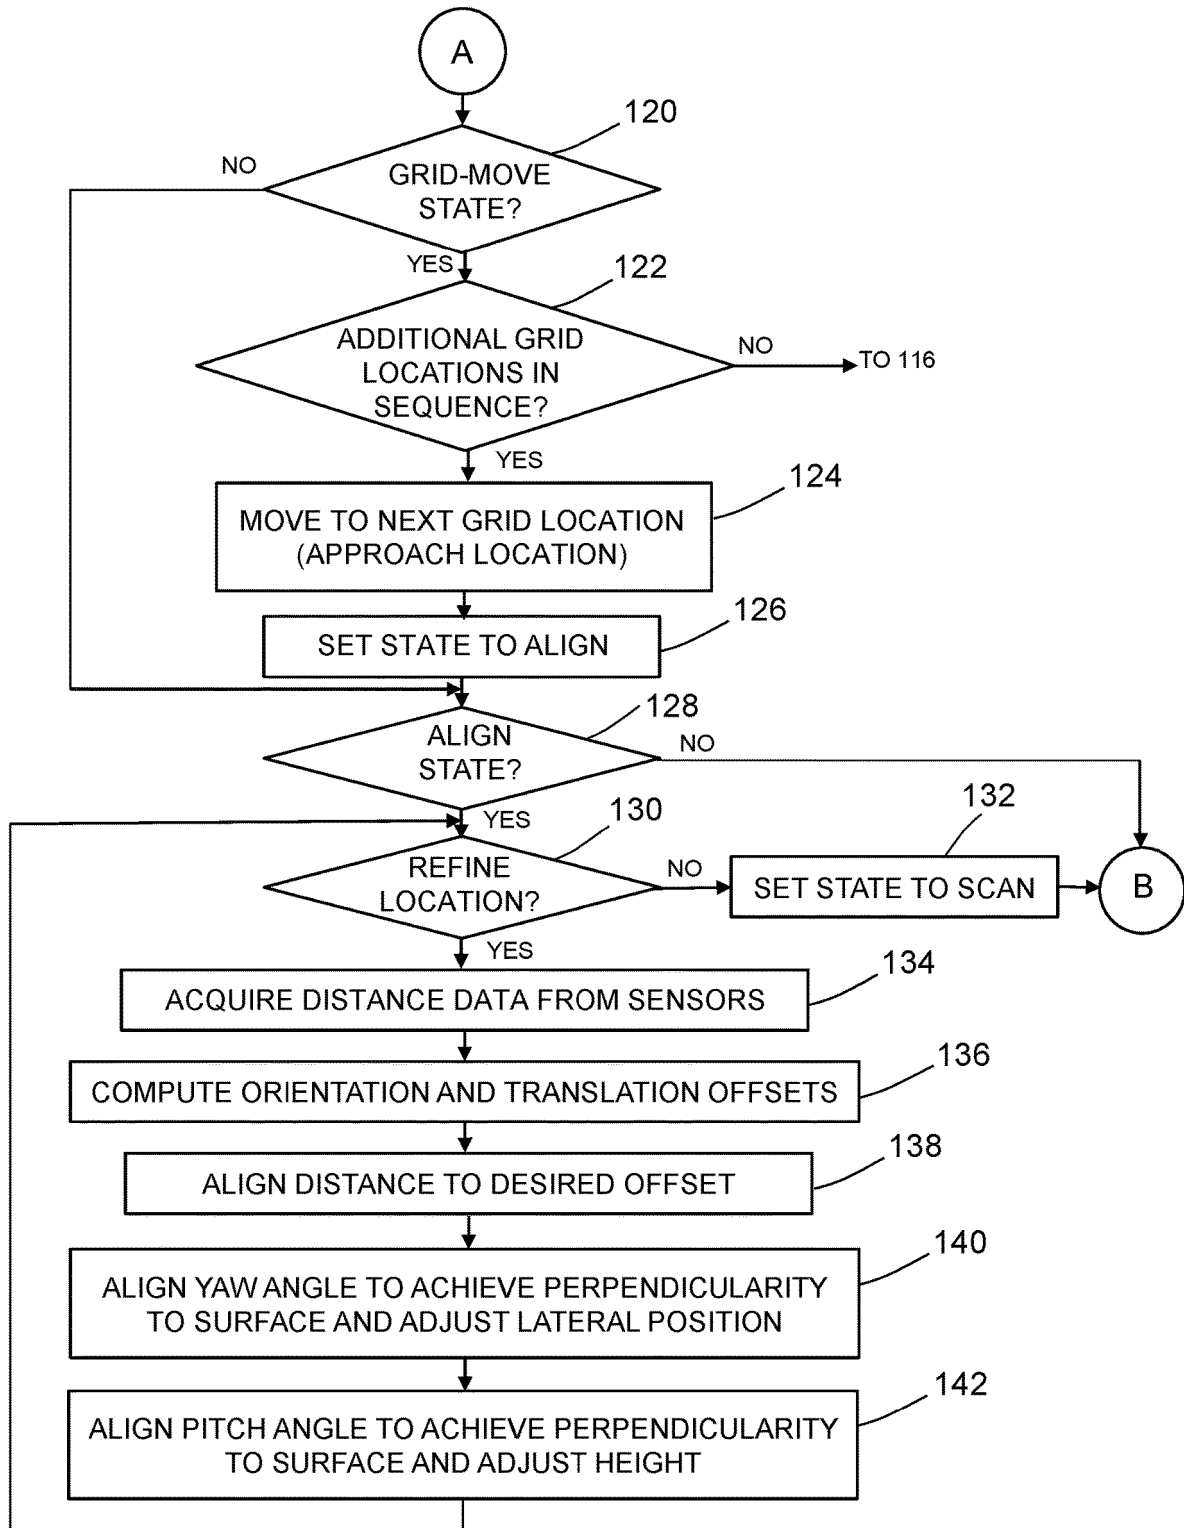 A
120
NO
GRID-MOVE
STATE?
YES
122
ADDITIONAL GRID
LOCATIONS IN
SEQUENCE?
NO
TO 116
YES
124
MOVE TO NEXT GRID LOCATION
(APPROACH LOCATION)
126
SET STATE TO ALIGN
128
ALIGN
STATE?
NO
YES
130
132
REFINE
LOCATION?
NO
SET STATE TO SCAN
B
YES
134
ACQUIRE DISTANCE DATA FROM SENSORS
136
COMPUTE ORIENTATION AND TRANSLATION OFFSETS
138
ALIGN DISTANCE TO DESIRED OFFSET
140
ALIGN YAW ANGLE TO ACHIEVE PERPENDICULARITY
TO SURFACE AND ADJUST LATERAL POSITION
142
ALIGN PITCH ANGLE TO ACHIEVE PERPENDICULARITY
TO SURFACE AND ADJUST HEIGHT